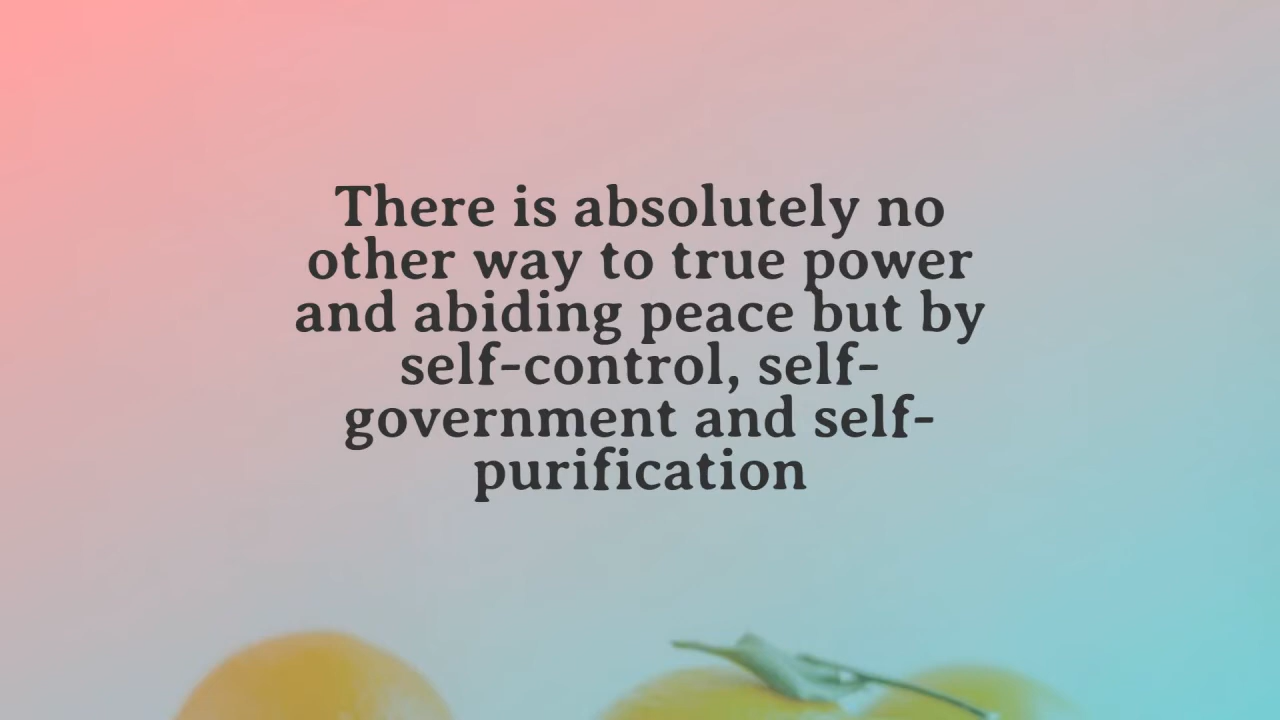 There is absolutely no
other way to true power
and abiding peace but by
self-control, self-
government and self-
purification